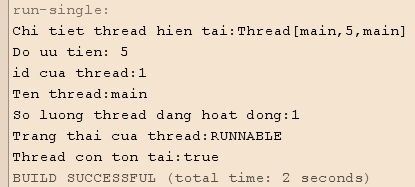 run-single:
Chi tiet thread hien tai:Thread[main,5,main]
Do uu tien: 5
id cua thread:1
Ten thread:main
So luong thread dang hoat dong:1
Trang thai cua thread:RUNNABLE
Thread con ton tai:true
BUILD SUCCESSFUL (total time: 2 seconds)